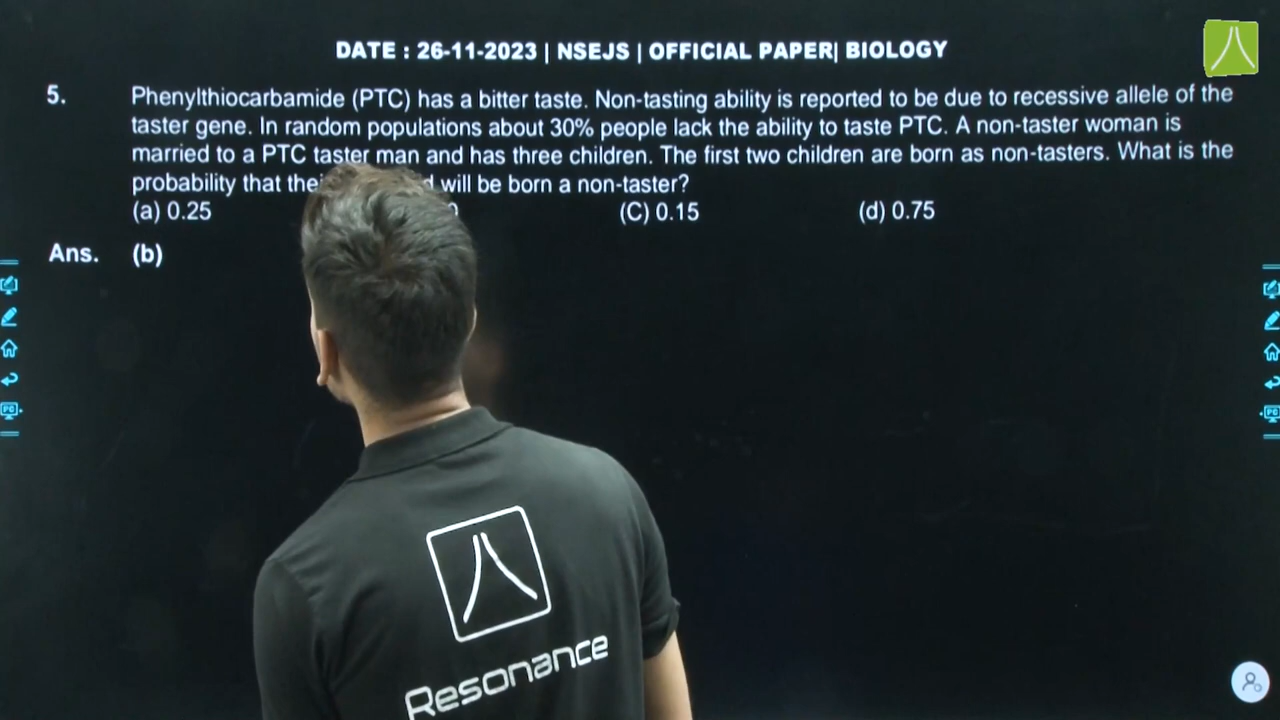 DATE : 26-11-2023 | NSEJS | OFFICIAL PAPER| BIOLOGY
5. Phenylthiocarbamide (PTC) has a bitter taste. Non-tasting ability is reported to be due to recessive allele of the
taster gene. In random populations about 30% people lack the ability to taste PTC. A non-taster woman is
married to a PTC taster man and has three children. The first two children are born as non-tasters. What is the
probability that will be born a non-taster?
(a) 0.25 (C) 0.15 (d) 0.75
Ans. (b)
PC
PC
Resonance